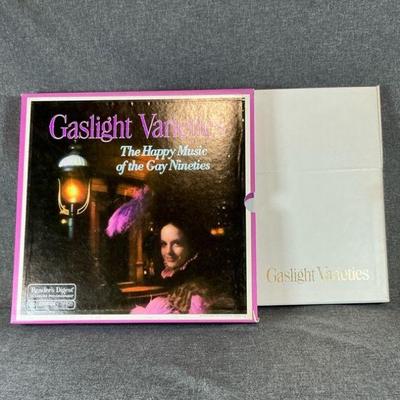 Gaslight Varieties
The Happy Music
of the Gay Nineties
Reader's Digest
Gaslight Varieties